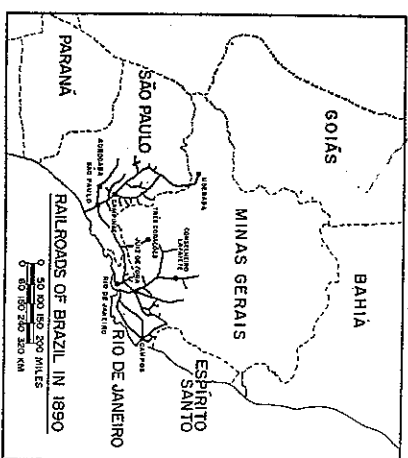 BAHIA
GOIÁS
MINAS GERAIS
ESPÍRITO
SANTO
UBERABA
CONSELHEIRO
LAFAIETE
CAMPOS
TRÊS CORAÇÕES
JUIZ DE FORA
SÃO PAULO
CAMPINAS
RIO DE JANEIRO
RIO DE JANEIRO
SOROCABA
SÃO PAULO
PARANÁ
RAILROADS OF BRAZIL IN 1890
0 50 100 150 200 MILES
0 80 160 240 320 KM